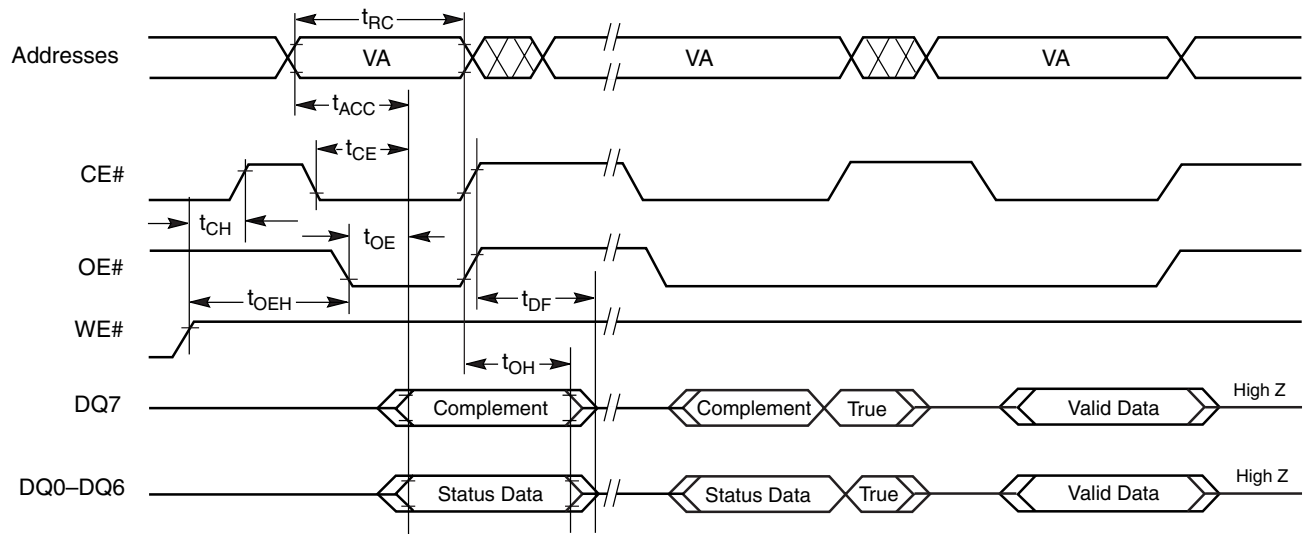 tRC
Addresses VA VA VA
tACC
tCE
CE#
tCH
tOE
OE#
tOEH tDF
WE#
tOH
DQ7 Complement Complement True Valid Data High Z
DQ0–DQ6 Status Data Status Data True Valid Data High Z